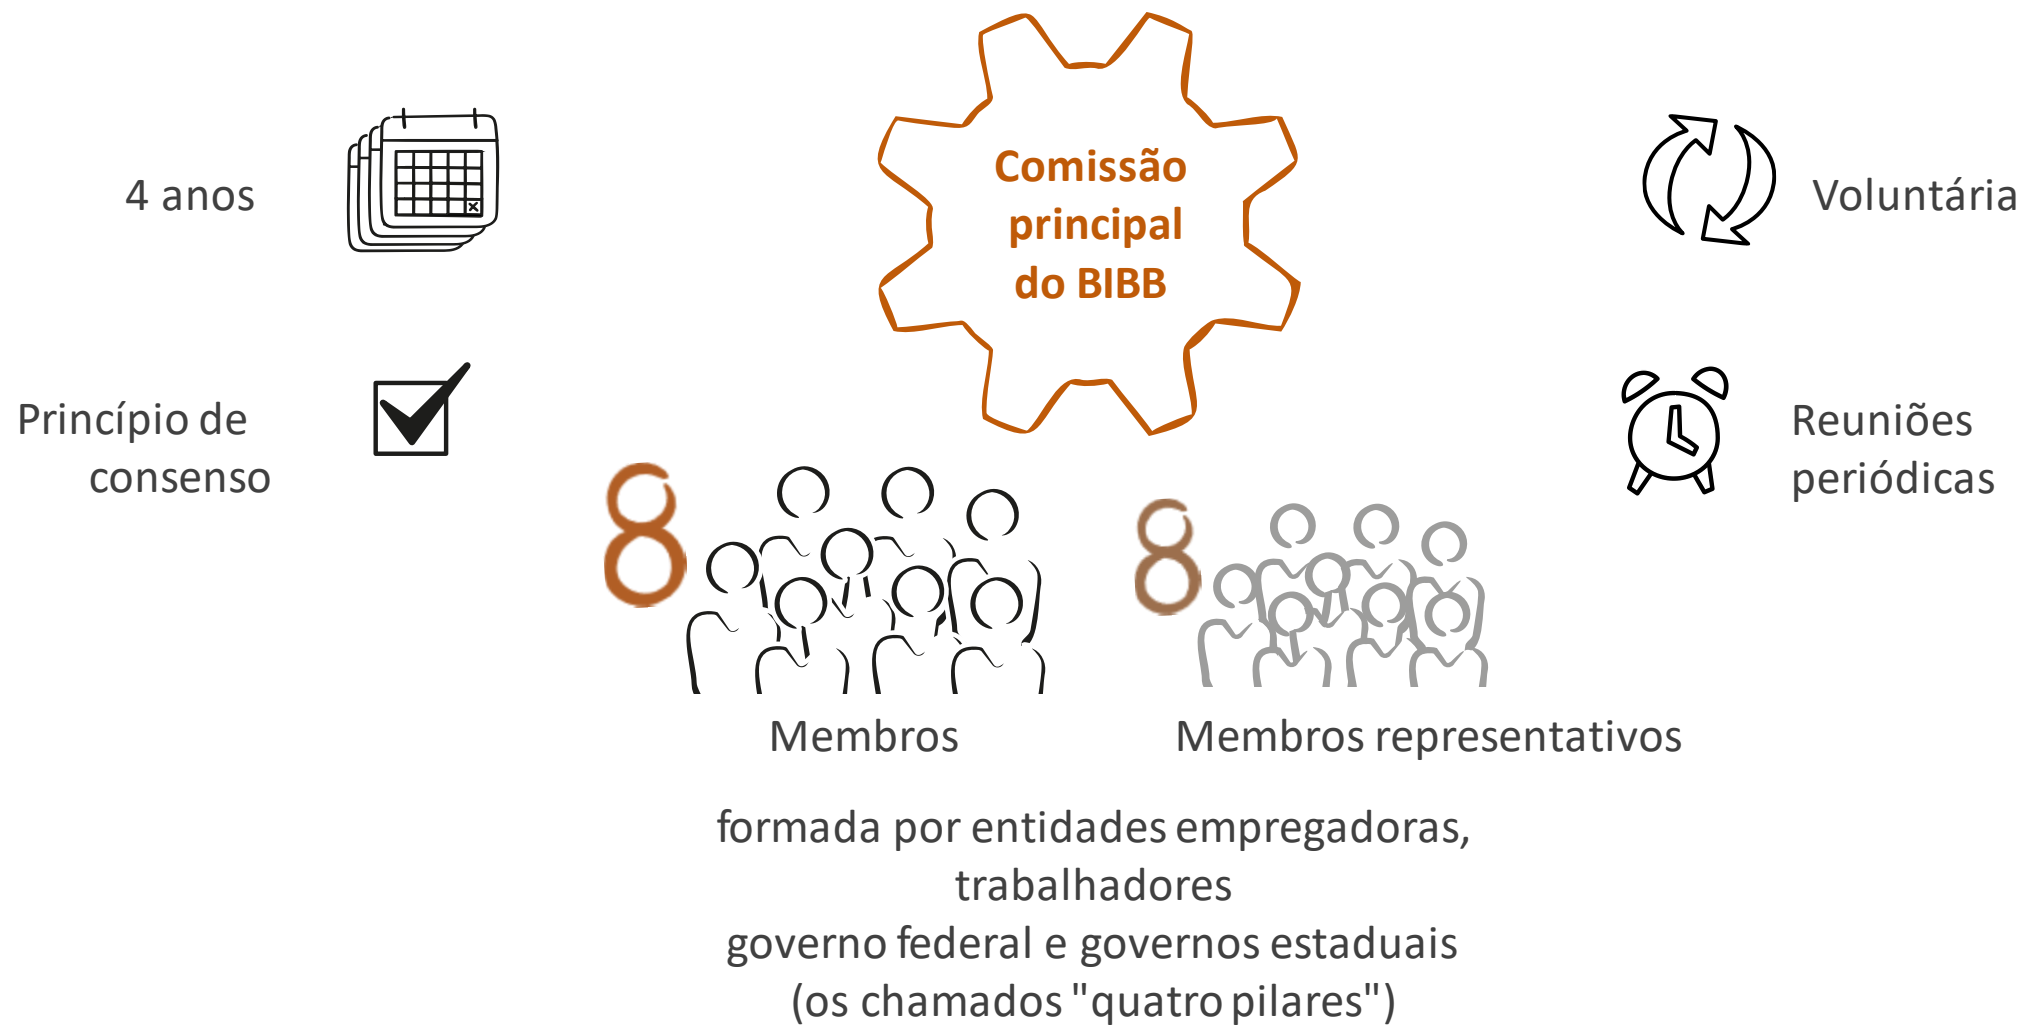 Comissão
principal
do BIBB
4 anos
Voluntária
Princípio de
consenso
Reuniões
periódicas
8
8
Membros
Membros representativos
formada por entidades empregadoras,
trabalhadores
governo federal e governos estaduais
(os chamados "quatro pilares")